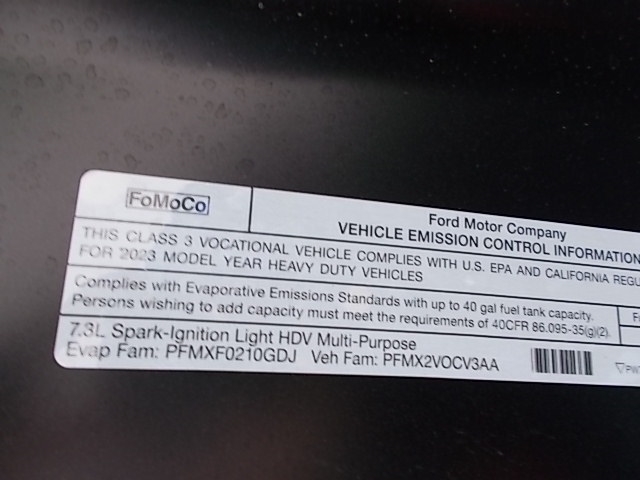 FoMoCo
Ford Motor Company
VEHICLE EMISSION CONTROL INFORMATION
THIS CLASS 3 VOCATIONAL VEHICLE COMPLIES WITH U.S. EPA AND CALIFORNIA REGU
FOR 2023 MODEL YEAR HEAVY DUTY VEHICLES
Complies with Evaporative Emissions Standards with up to 40 gal fuel tank capacity.
Persons wishing to add capacity must meet the requirements of 40CFR 86.095-35(g)(2).
7.3L Spark-Ignition Light HDV Multi-Purpose
Evap Fam: PFMXF0210GDJ Veh Fam: PFMX2VOCV3AA